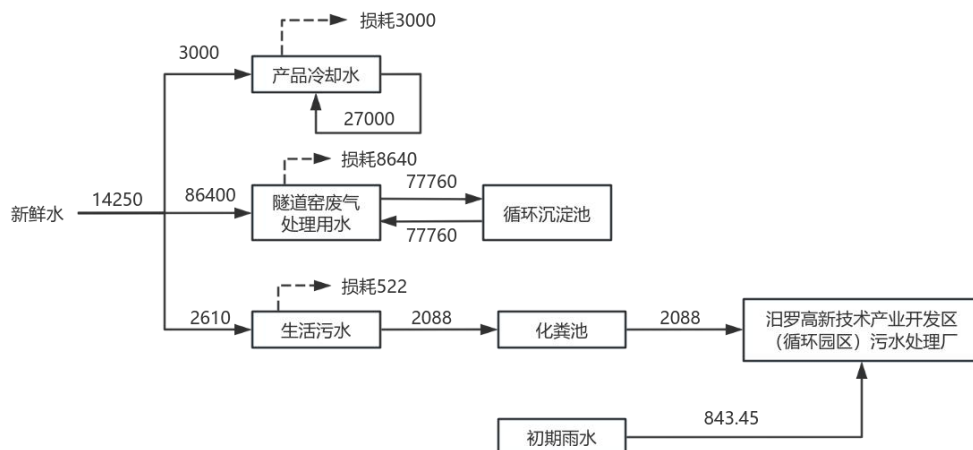 损耗3000
3000
产品冷却水
27000
损耗8640
新鲜水
14250
86400
隧道窑废气
处理用水
77760
77760
循环沉淀池
损耗522
2610
生活污水
2088
化粪池
2088
汨罗高新技术产业开发区
（循环园区）污水处理厂
初期雨水
843.45